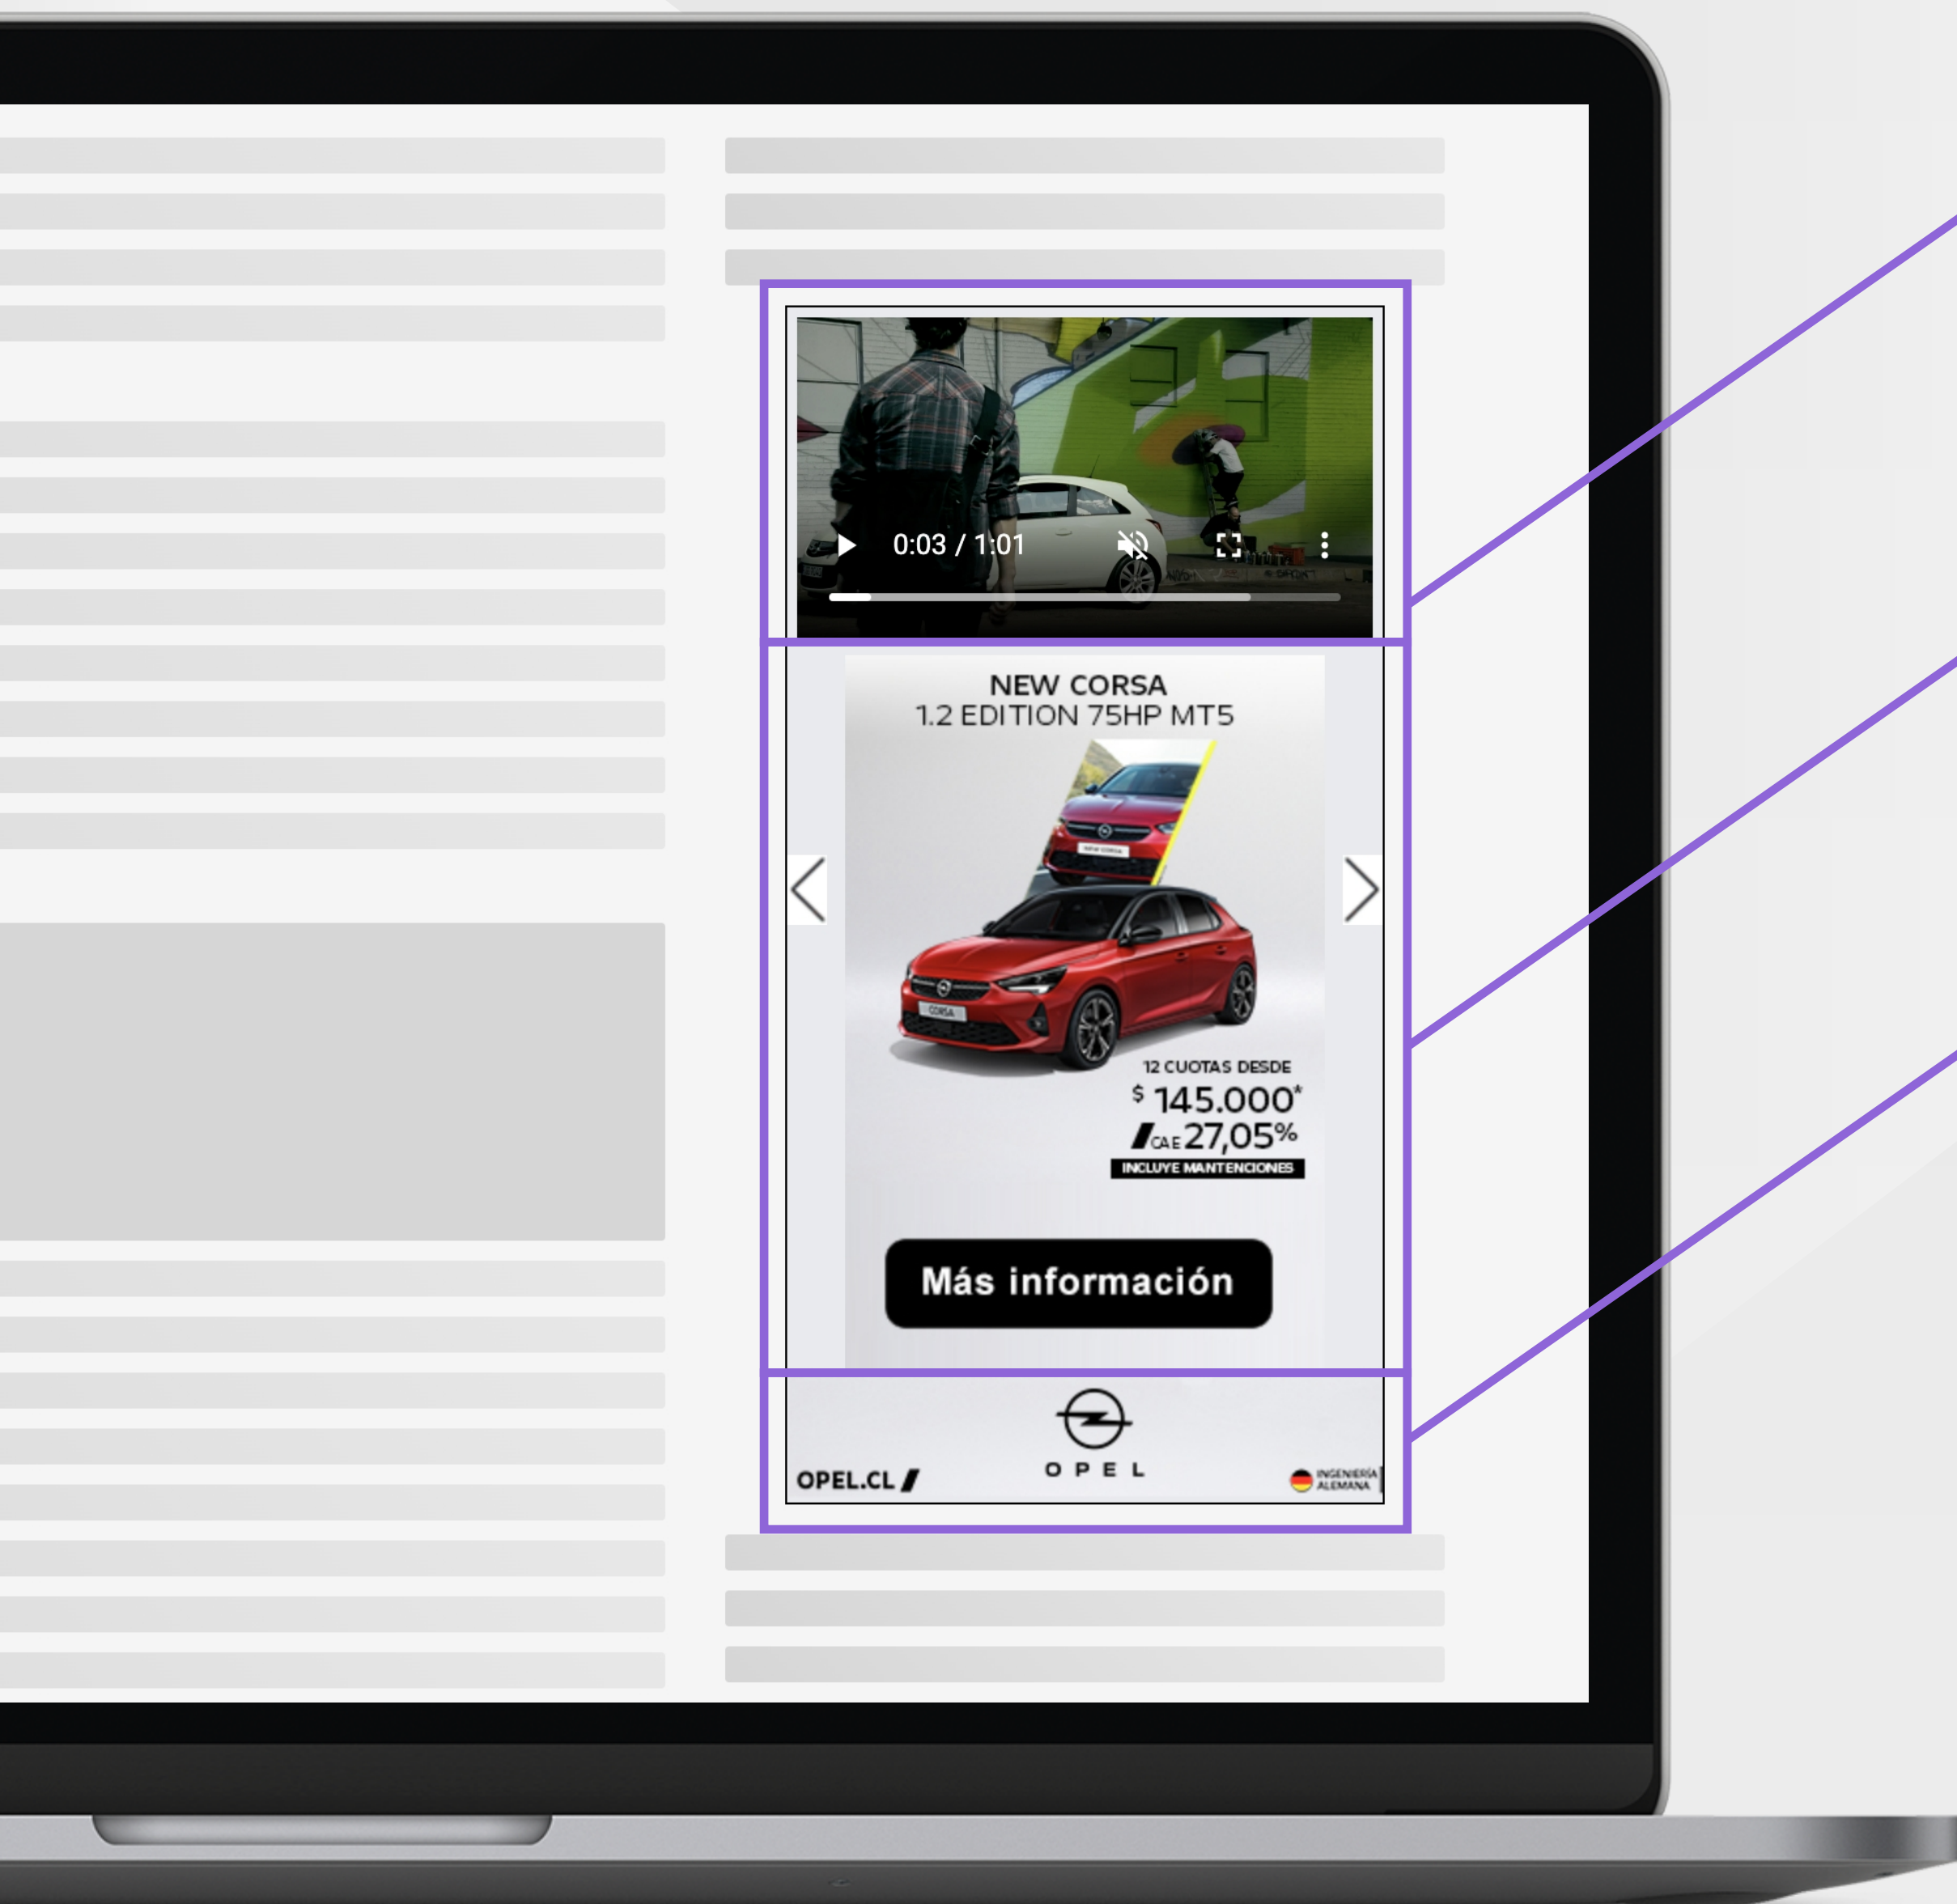 0:03 / 1:01
NEW CORSA
1.2 EDITION 75HP MT5
NEW CORSA
CORSA
12 CUOTAS DESDE
$ 145.000*
CAE 27,05%
INCLUYE MANTENCIONES
Más información
OPEL
OPEL.CL
INGENIERÍA
ALEMANA